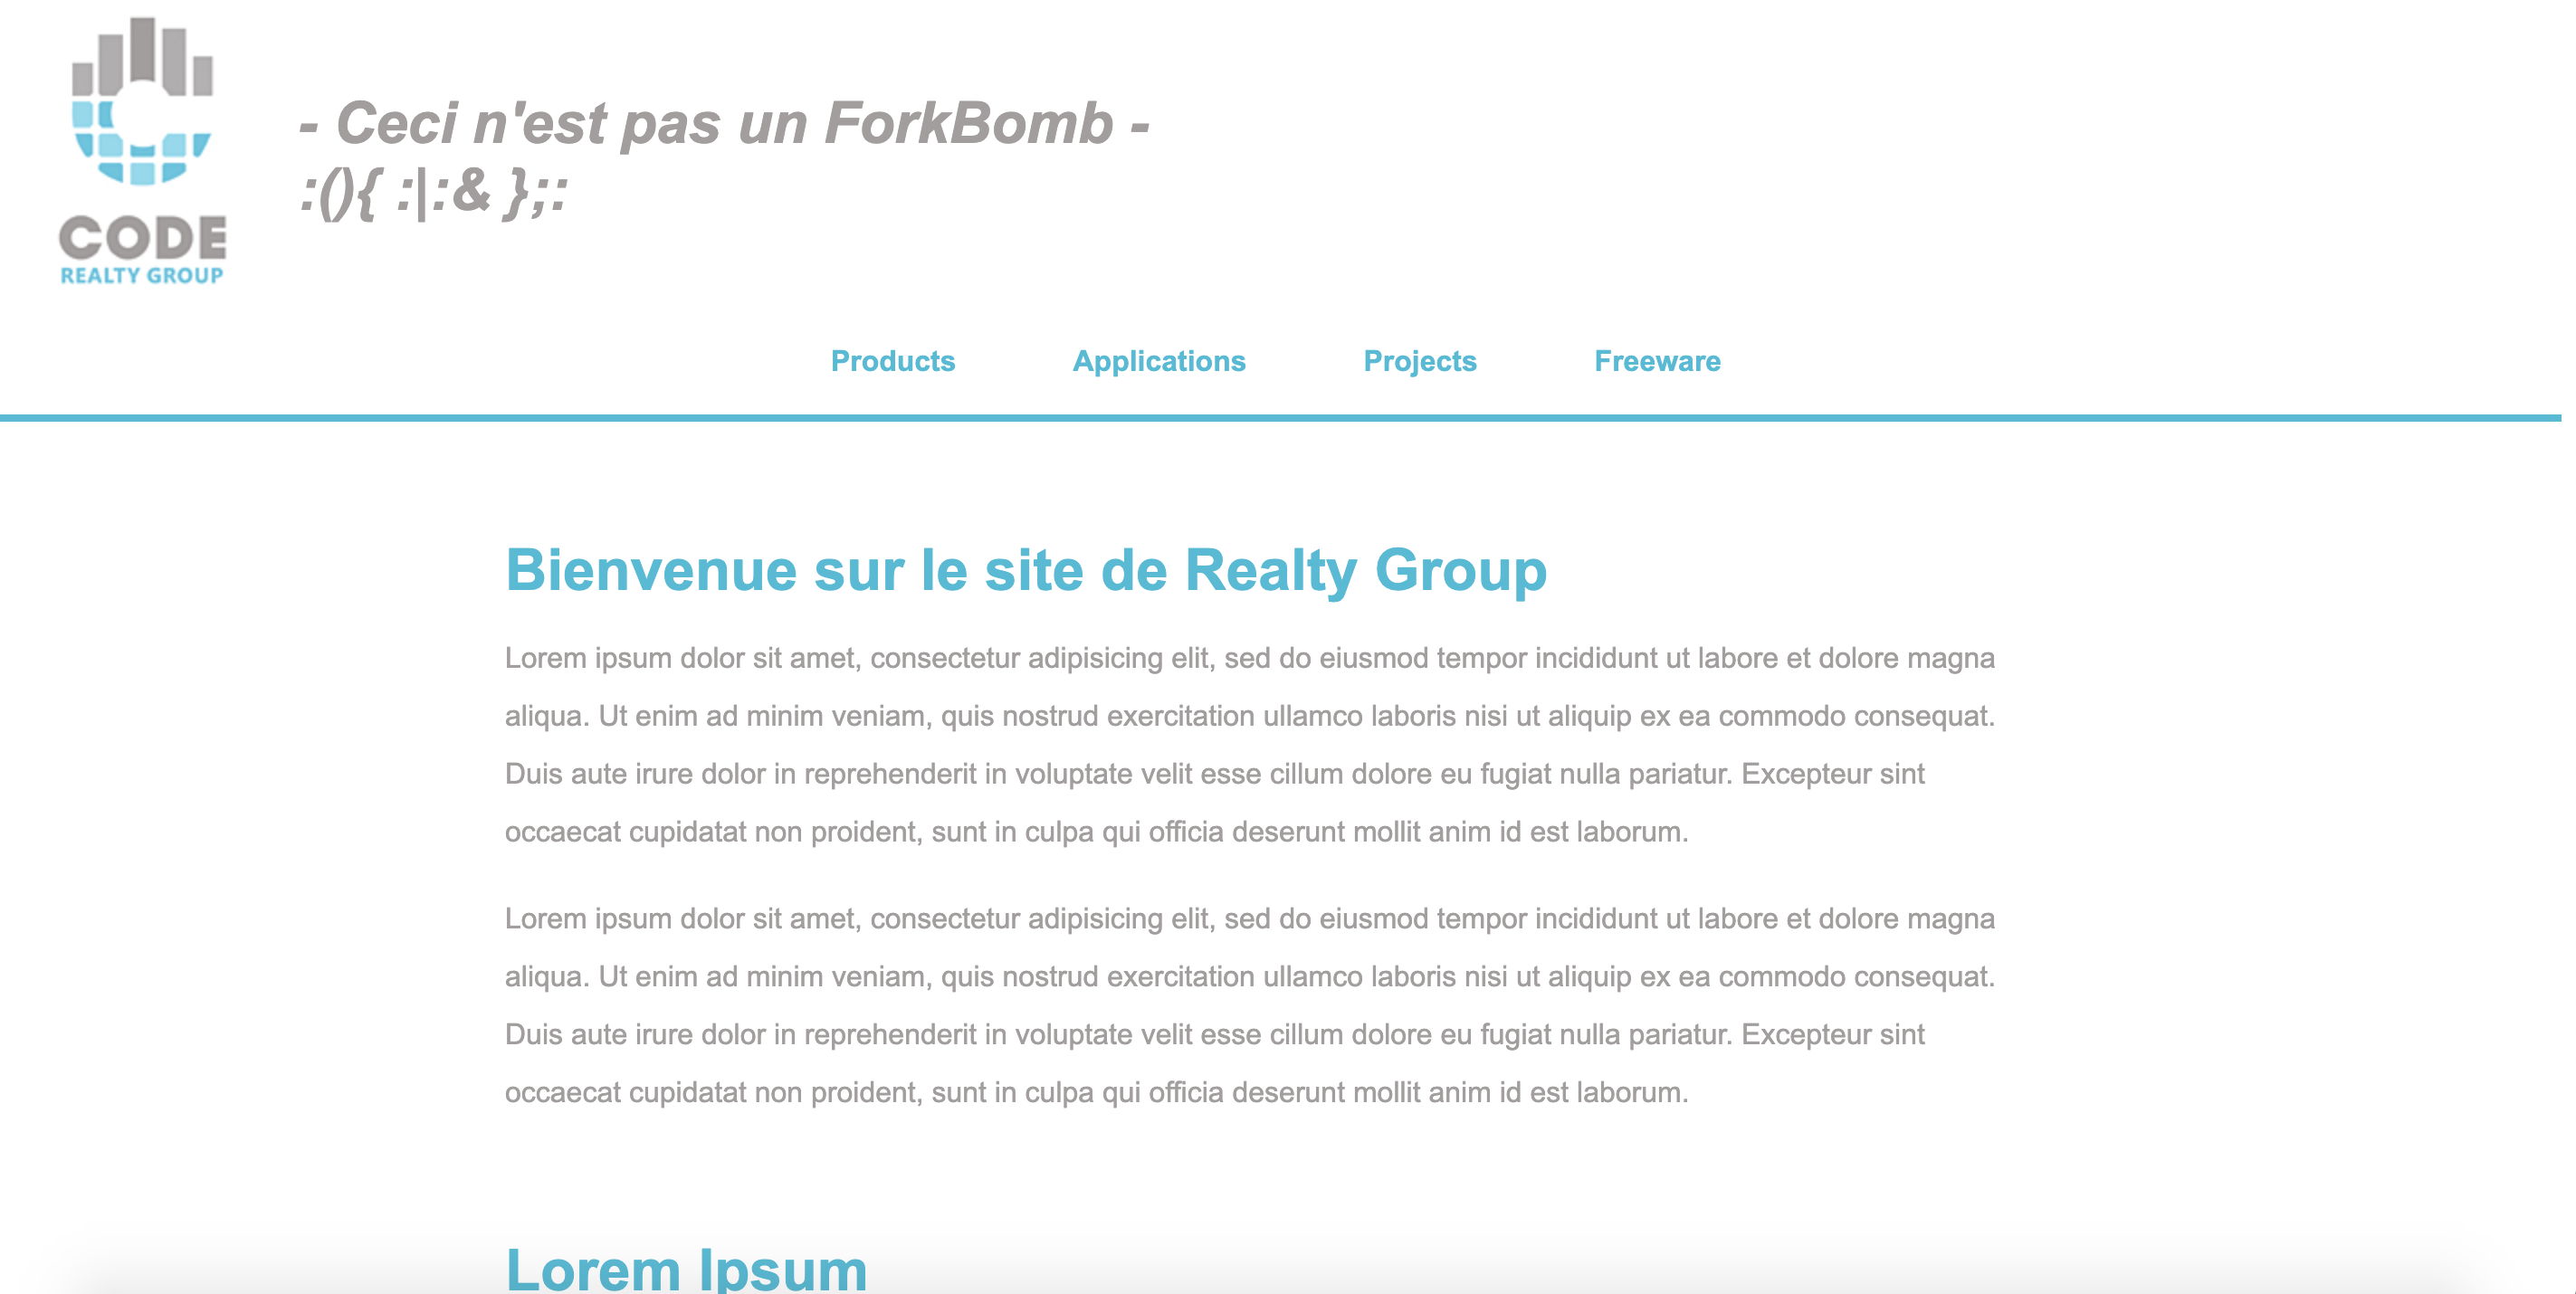 CODE
REALTY GROUP
- Ceci n'est pas un ForkBomb -
:(){ :|:& };:
Products Applications Projects Freeware
Bienvenue sur le site de Realty Group
Lorem ipsum dolor sit amet, consectetur adipisicing elit, sed do eiusmod tempor incididunt ut labore et dolore magna
aliqua. Ut enim ad minim veniam, quis nostrud exercitation ullamco laboris nisi ut aliquip ex ea commodo consequat.
Duis aute irure dolor in reprehenderit in voluptate velit esse cillum dolore eu fugiat nulla pariatur. Excepteur sint
occaecat cupidatat non proident, sunt in culpa qui officia deserunt mollit anim id est laborum.
Lorem ipsum dolor sit amet, consectetur adipisicing elit, sed do eiusmod tempor incididunt ut labore et dolore magna
aliqua. Ut enim ad minim veniam, quis nostrud exercitation ullamco laboris nisi ut aliquip ex ea commodo consequat.
Duis aute irure dolor in reprehenderit in voluptate velit esse cillum dolore eu fugiat nulla pariatur. Excepteur sint
occaecat cupidatat non proident, sunt in culpa qui officia deserunt mollit anim id est laborum.
Lorem Ipsum